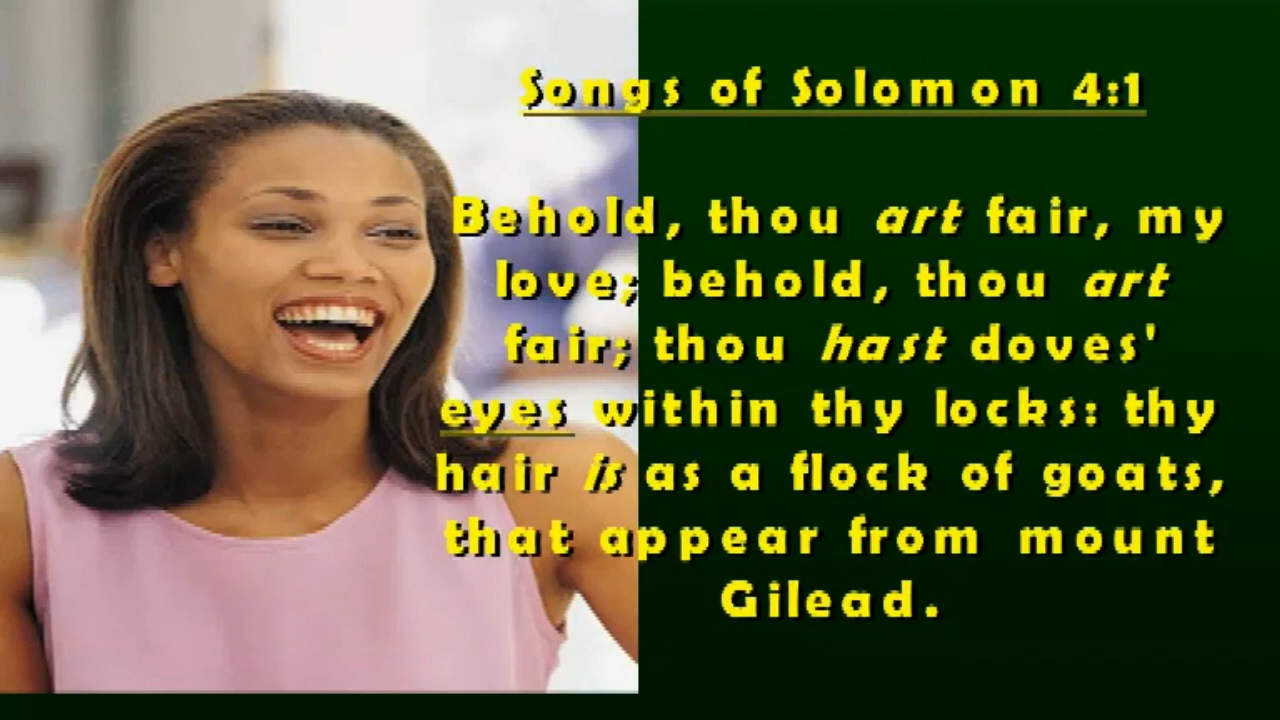 Songs of Solomon 4:1
Behold, thou art fair, my
love; behold, thou art
fair; thou hast doves'
eyes within thy locks: thy
hair is as a flock of goats,
that appear from mount
Gilead.